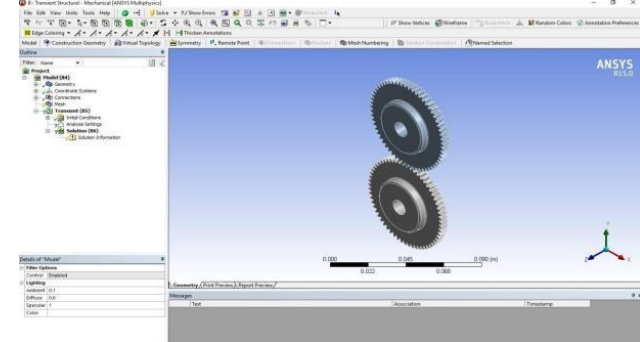 B: Transient Structural - Mechanical [ANSYS Multiphysics]
File Edit View Units Tools Help Solve Show Errors
Show Vertices Wireframe Show Mesh Random Colors Annotation Preferences
Edge Coloring Thicken Annotations
Model Construction Geometry Virtual Topology Symmetry Remote Point Connections Mesh Numbering Solution Combination Named Selection
Outline
Filter: Name
Project
Model (B4)
Geometry
Coordinate Systems
Connections
Mesh
Transient (B5)
Initial Conditions
Analysis Settings
Solution (B6)
Solution Information
ANSYS
R15.0
0.000 0.045 0.090 (m)
0.022 0.068
Y
Z X
Details of "Model"
Filter Options
Control Enabled
Lighting
Ambient 0.1
Diffuse 0.6
Specular 1
Color
Geometry Print Preview Report Preview
Messages
Text Association Timestamp